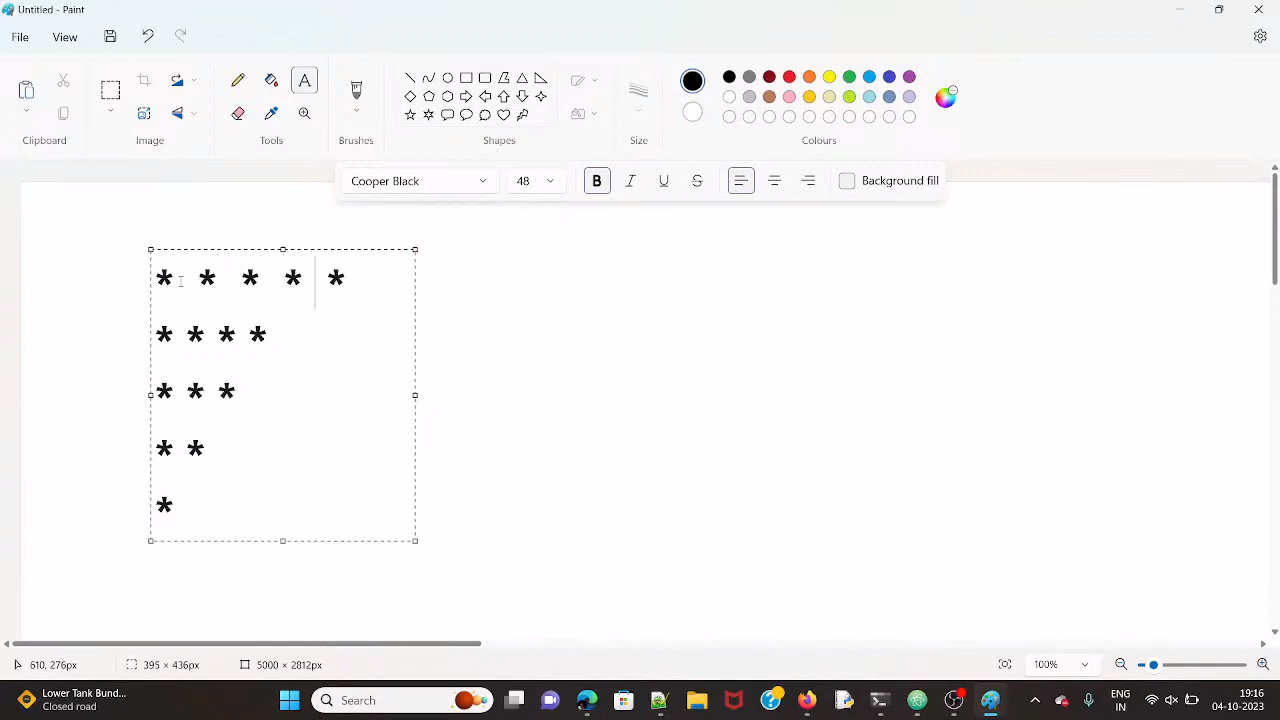 Untitled - Paint
File
View
Clipboard
Image
Tools
Brushes
Shapes
Size
Colours
Cooper Black
48
B
I
U
S
Background fill
* * * * *
* * * *
* * *
* *
*
610, 276px
395 × 436px
5000 × 2812px
100%
Lower Tank Bund...
Closed road
Search
ENG
IN
19:16
04-10-2023